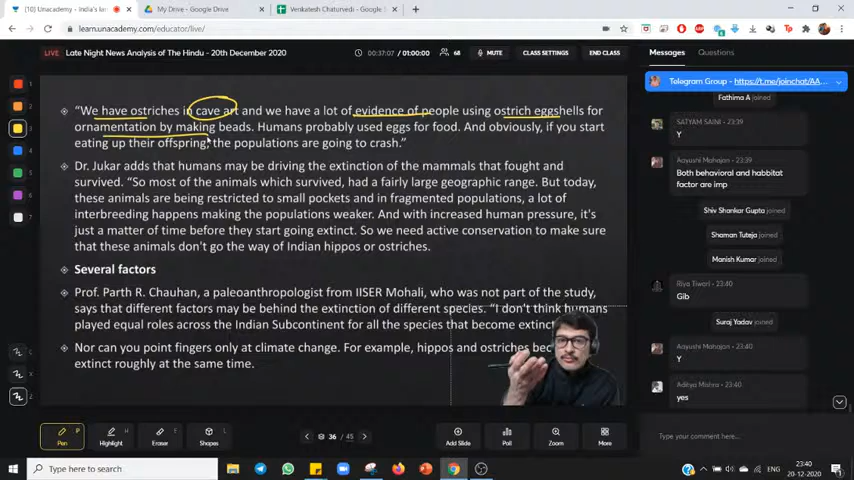 [10] Unacademy - India's la
My Drive - Google Drive
Venkatesh Chaturvedi - Google
unacademy.com/educator/live/
LIVE
Late Night News Analysis of The Hindu - 20th December 2020
00:37:07 / 01:00:00
68
MUTE
CLASS SETTINGS
END CLASS
"We have ostriches in cave art and we have a lot of evidence of people using ostrich eggshells for
ornamentation by making beads. Humans probably used eggs for food. And obviously, if you start
eating up their offspring, the populations are going to crash."
Dr. Jukar adds that humans may be driving the extinction of the mammals that fought and
survived. "So most of the animals which survived, had a fairly large geographic range. But today,
these animals are being restricted to small pockets and in fragmented populations, a lot of
interbreeding happens making the populations weaker. And with increased human pressure, it's
just a matter of time before they start going extinct. So we need active conservation to make sure
that these animals don't go the way of Indian hippos or ostriches.
Several factors
Prof. Parth R. Chauhan, a paleoanthropologist from IISER Mohali, who was not part of the study,
says that different factors may be behind the extinction of different species. "I don't think humans
played equal roles across the Indian Subcontinent for all the species that become extinct
Nor can you point fingers only at climate change. For example, hippos and ostriches bec
extinct roughly at the same time.
Messages
Questions
Telegram Group - https://t.me/joinchat/AA...
Fathima A joined
SATYAM SAINI · 23:39
Y
Aayushi Mahajan · 23:39
Both behavioral and habbitat
factor are imp
Shiv Shankar Gupta joined
Shaman Tuteja joined
Manish Kumar joined
Riya Tiwari · 23:40
Gib
Suraj Yadav joined
Aayushi Mahajan · 23:40
Y
Aditya Mishra · 23:40
yes
Type your comment here...
1
2
3
4
5
6
7
Pen
P
Highlight
H
Eraser
Shapes
36 / 45
Add Slide
Poll
Zoom
More
Type here to search
ENG
23:40
20-12-2020